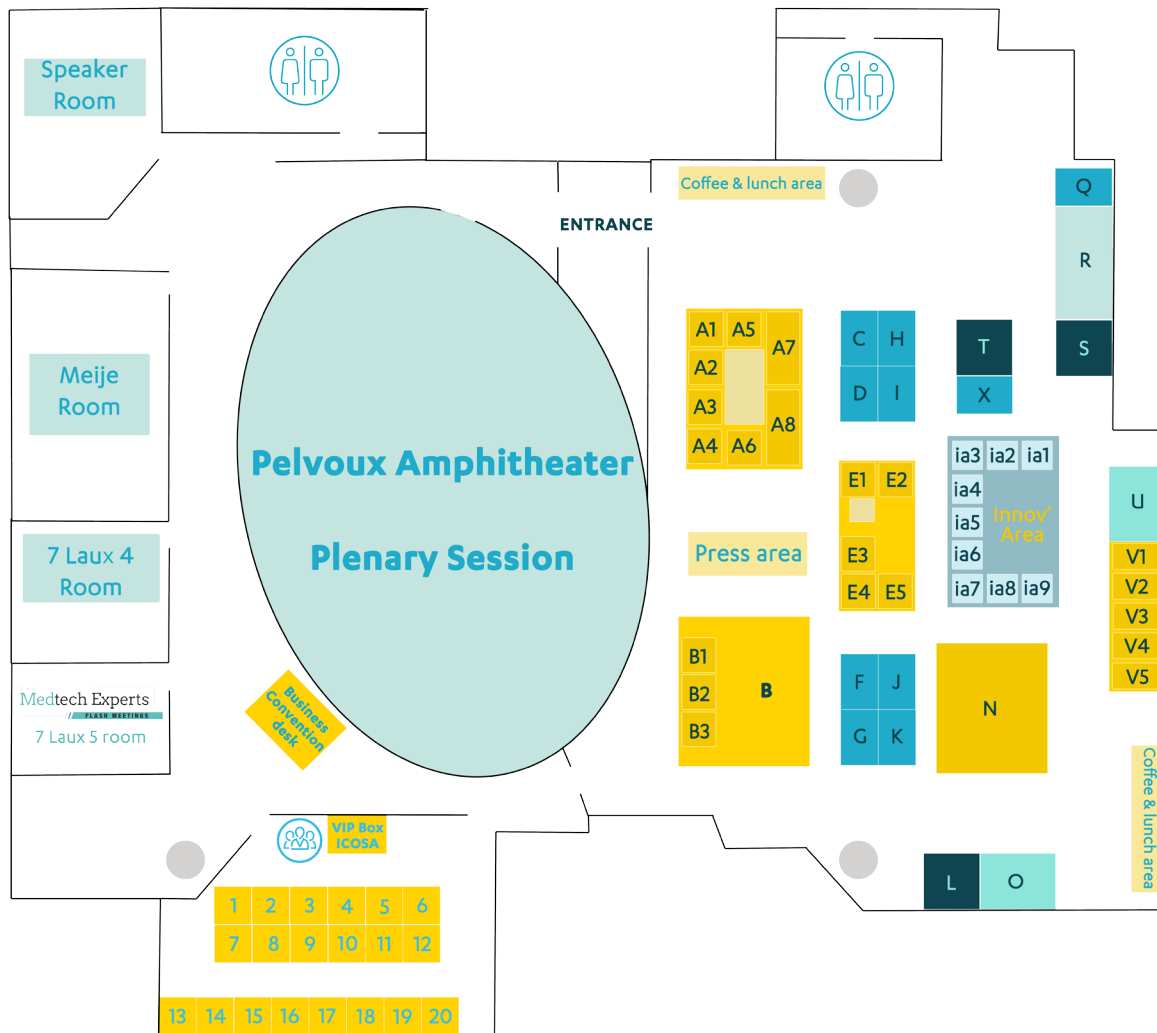 Speaker
Room
Coffee & lunch area
Q
ENTRANCE
R
A1 A5
A7
A2
A3
A8
A4 A6
C H
D I
T
S
X
Meije
Room
Pelvoux Amphitheater
Plenary Session
ia3 ia2 ia1
ia4
ia5
ia6
ia7 ia8 ia9
Innov'
Area
E1 E2
E3
E4 E5
U
V1
V2
V3
V4
V5
7 Laux 4
Room
Press area
B1
B2
B3
B
F J
G K
N
Medtech Experts
FLASH MEETINGS
7 Laux 5 room
Business
Convention
desk
Coffee & lunch area
VIP Box
ICOSA
L O
1 2 3 4 5 6
7 8 9 10 11 12
13 14 15 16 17 18 19 20